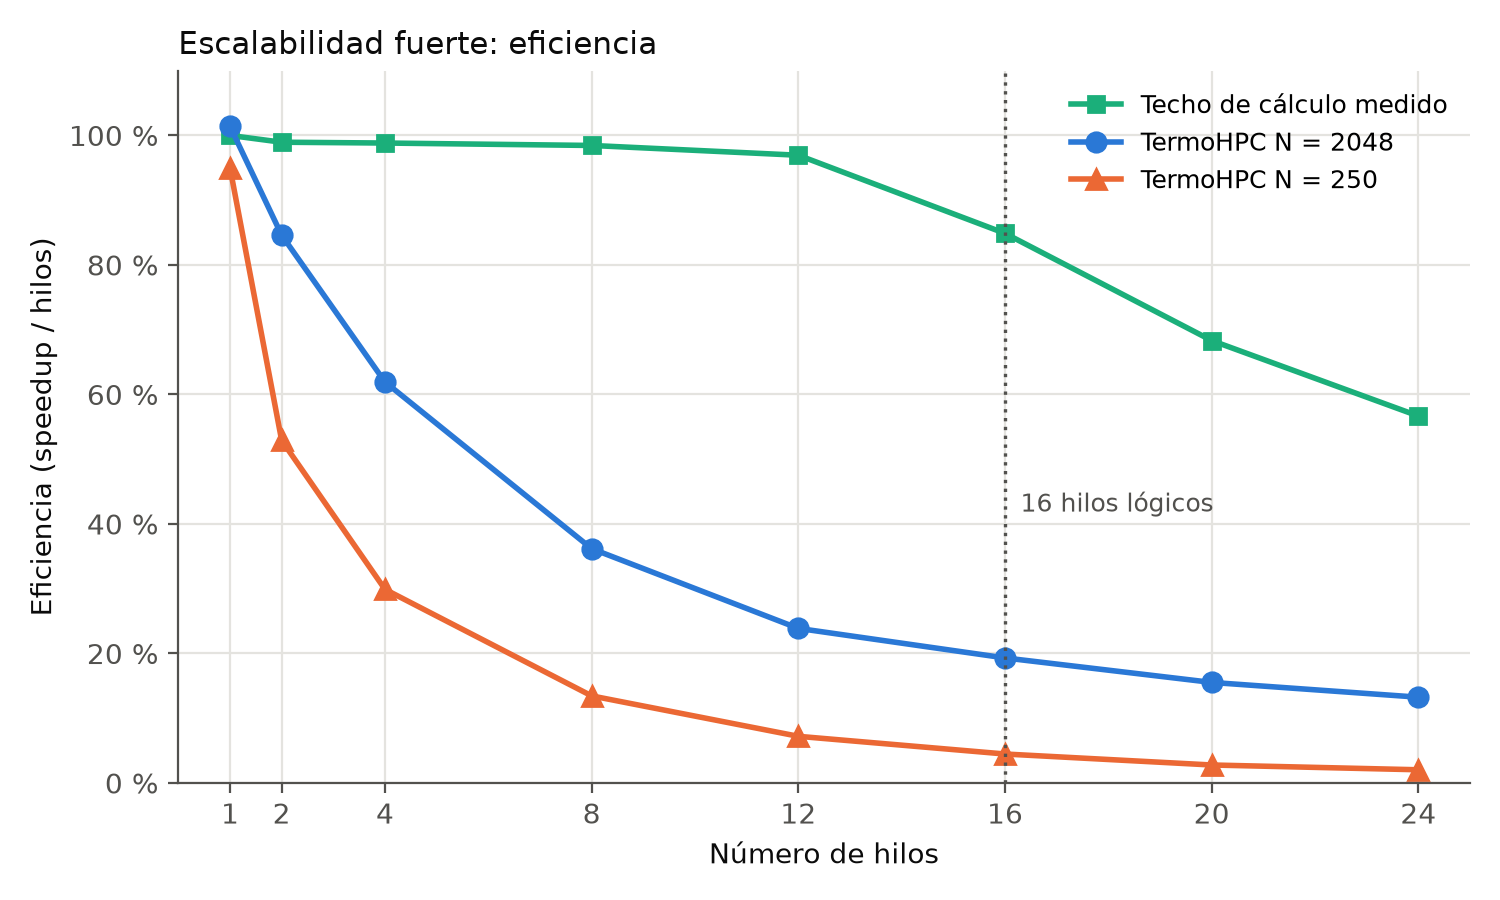 Escalabilidad fuerte: eficiencia
Techo de cálculo medido
TermoHPC N = 2048
TermoHPC N = 250
Eficiencia (speedup / hilos)
100 %
80 %
60 %
40 %
20 %
0 %
16 hilos lógicos
1 2 4 8 12 16 20 24
Número de hilos